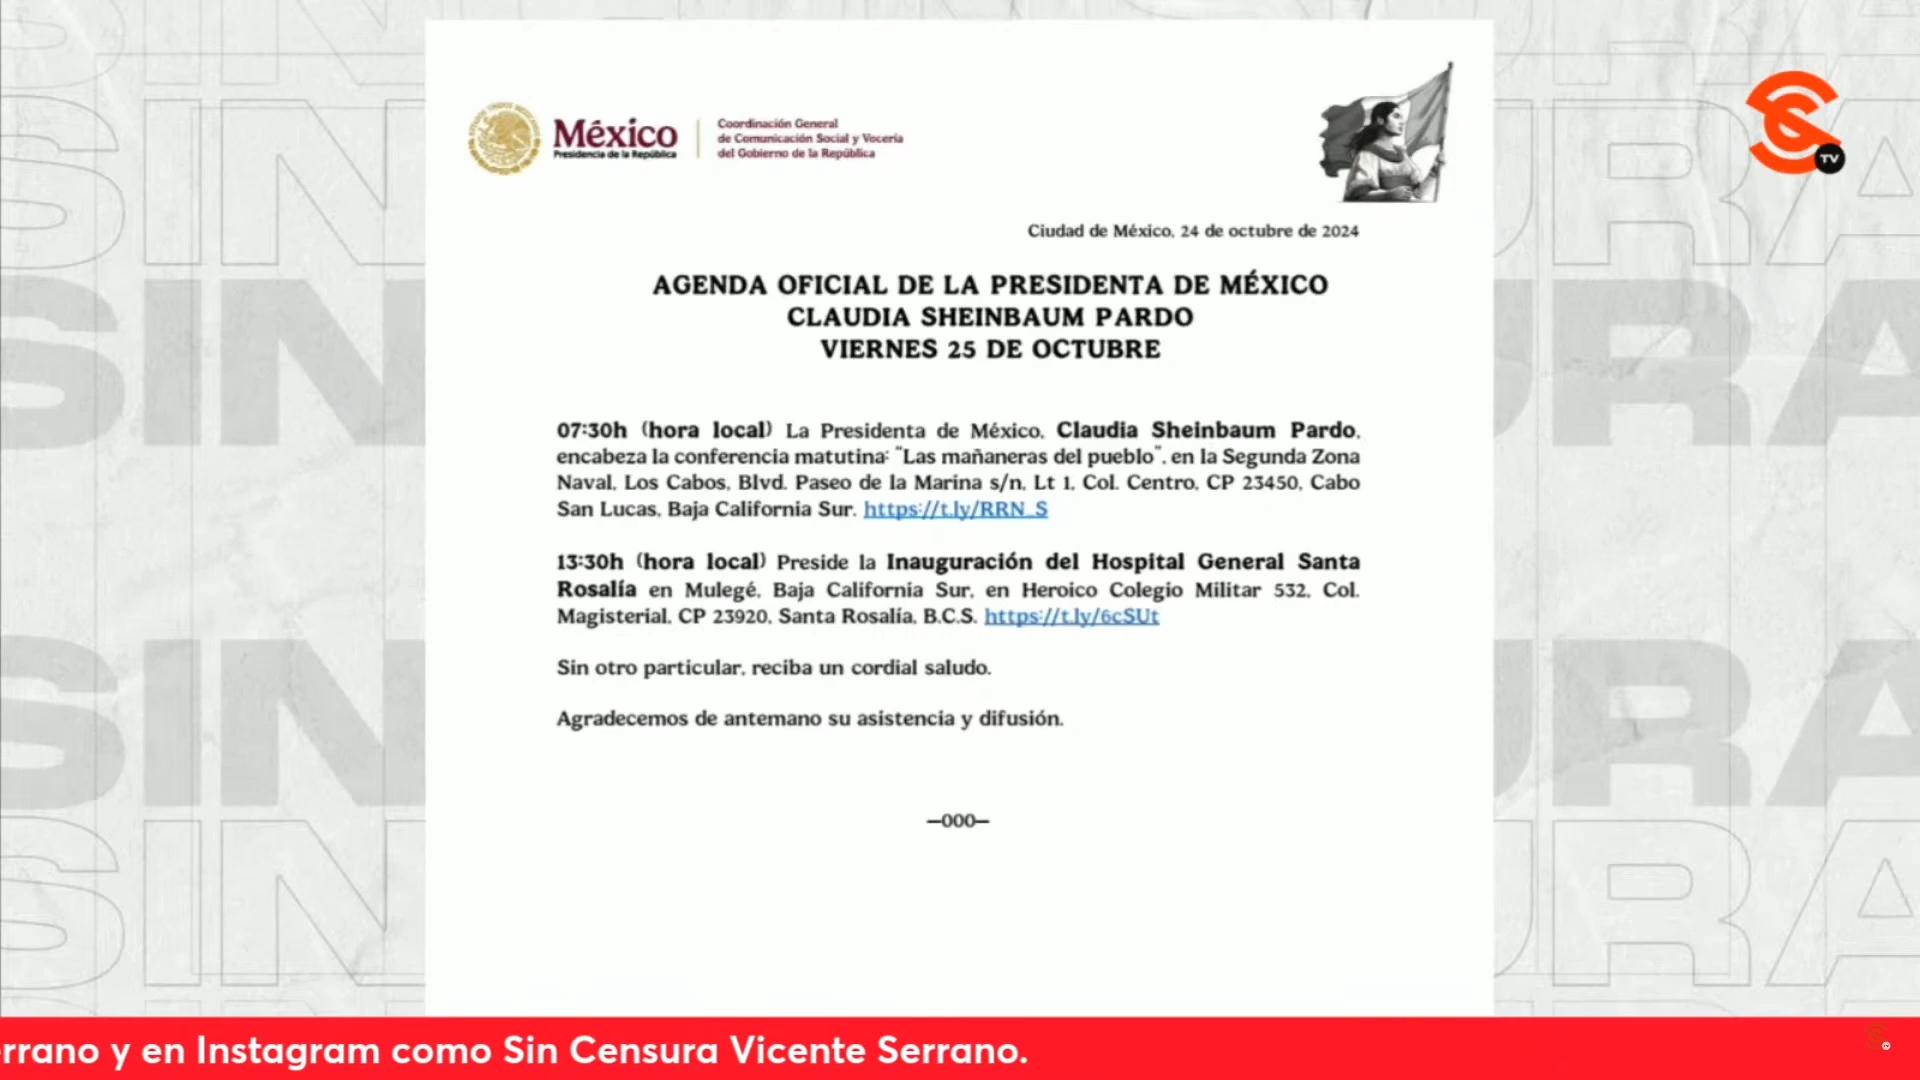 México
Presidencia de la República
Coordinación General
de Comunicación Social y Vocería
del Gobierno de la República
TV
Ciudad de México, 24 de octubre de 2024
AGENDA OFICIAL DE LA PRESIDENTA DE MÉXICO
CLAUDIA SHEINBAUM PARDO
VIERNES 25 DE OCTUBRE
07:30h (hora local) La Presidenta de México, Claudia Sheinbaum Pardo,
encabeza la conferencia matutina: "Las mañaneras del pueblo", en la Segunda Zona
Naval, Los Cabos, Blvd. Paseo de la Marina s/n, Lt 1, Col. Centro, CP 23450, Cabo
San Lucas, Baja California Sur. https://t.ly/RRN_S
13:30h (hora local) Preside la Inauguración del Hospital General Santa
Rosalía en Mulegé, Baja California Sur, en Heroico Colegio Militar 532, Col.
Magisterial, CP 23920, Santa Rosalía, B.C.S. https://t.ly/6cSUt
Sin otro particular, reciba un cordial saludo.
Agradecemos de antemano su asistencia y difusión.
—000—
SIN
SIN
URA
SIN
URA
SIN
URA
rrano y en Instagram como Sin Censura Vicente Serrano.